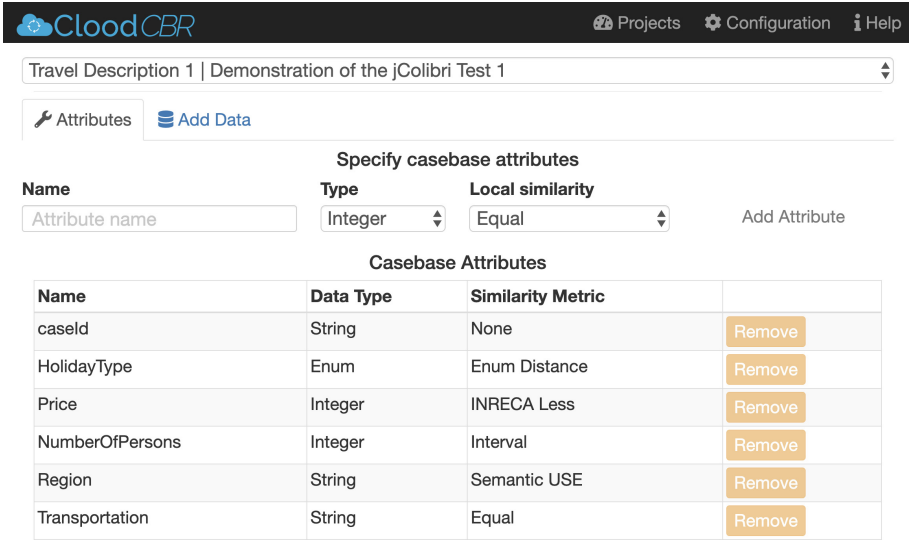 CloodCBR Projects Configuration Help
Travel Description 1 | Demonstration of the jColibri Test 1
Attributes Add Data
Specify casebase attributes
Name Type Local similarity
Attribute name Integer Equal Add Attribute
Casebase Attributes
Name Data Type Similarity Metric
caseId String None Remove
HolidayType Enum Enum Distance Remove
Price Integer INRECA Less Remove
NumberOfPersons Integer Interval Remove
Region String Semantic USE Remove
Transportation String Equal Remove